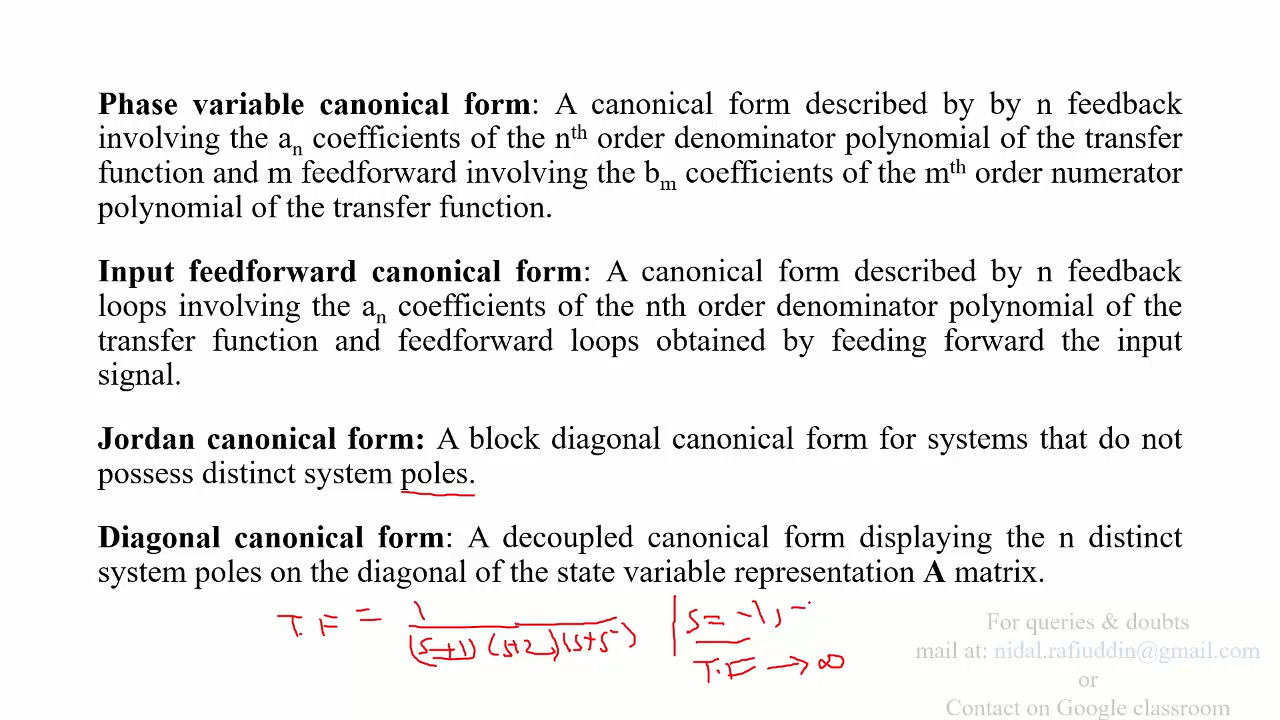 Phase variable canonical form: A canonical form described by by n feedback
involving the aₙ coefficients of the nᵗʰ order denominator polynomial of the transfer
function and m feedforward involving the bₘ coefficients of the mᵗʰ order numerator
polynomial of the transfer function.
Input feedforward canonical form: A canonical form described by n feedback
loops involving the aₙ coefficients of the nth order denominator polynomial of the
transfer function and feedforward loops obtained by feeding forward the input
signal.
Jordan canonical form: A block diagonal canonical form for systems that do not
possess distinct system poles.
Diagonal canonical form: A decoupled canonical form displaying the n distinct
system poles on the diagonal of the state variable representation A matrix.
T.F = 1
(s+1) (s+2) (s+5)
s = -1, -
T.F → ∞
For queries & doubts
mail at: nidal.rafiuddin@gmail.com
or
Contact on Google classroom